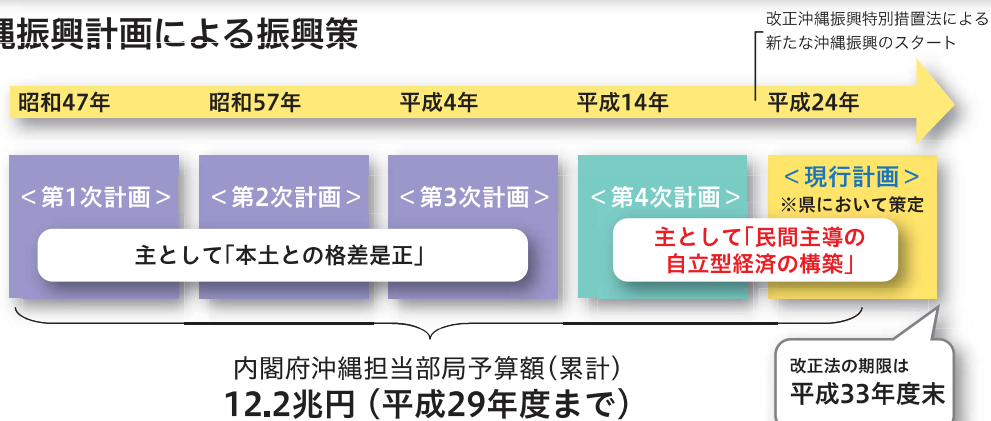 縄振興計画による振興策
改正沖縄振興特別措置法による
新たな沖縄振興のスタート
昭和47年
昭和57年
平成4年
平成14年
平成24年
＜第1次計画＞
＜第2次計画＞
＜第3次計画＞
＜第4次計画＞
＜現行計画＞
※県において策定
主として「本土との格差是正」
主として「民間主導の
自立型経済の構築」
内閣府沖縄担当部局予算額（累計）
12.2兆円（平成29年度まで）
改正法の期限は
平成33年度末